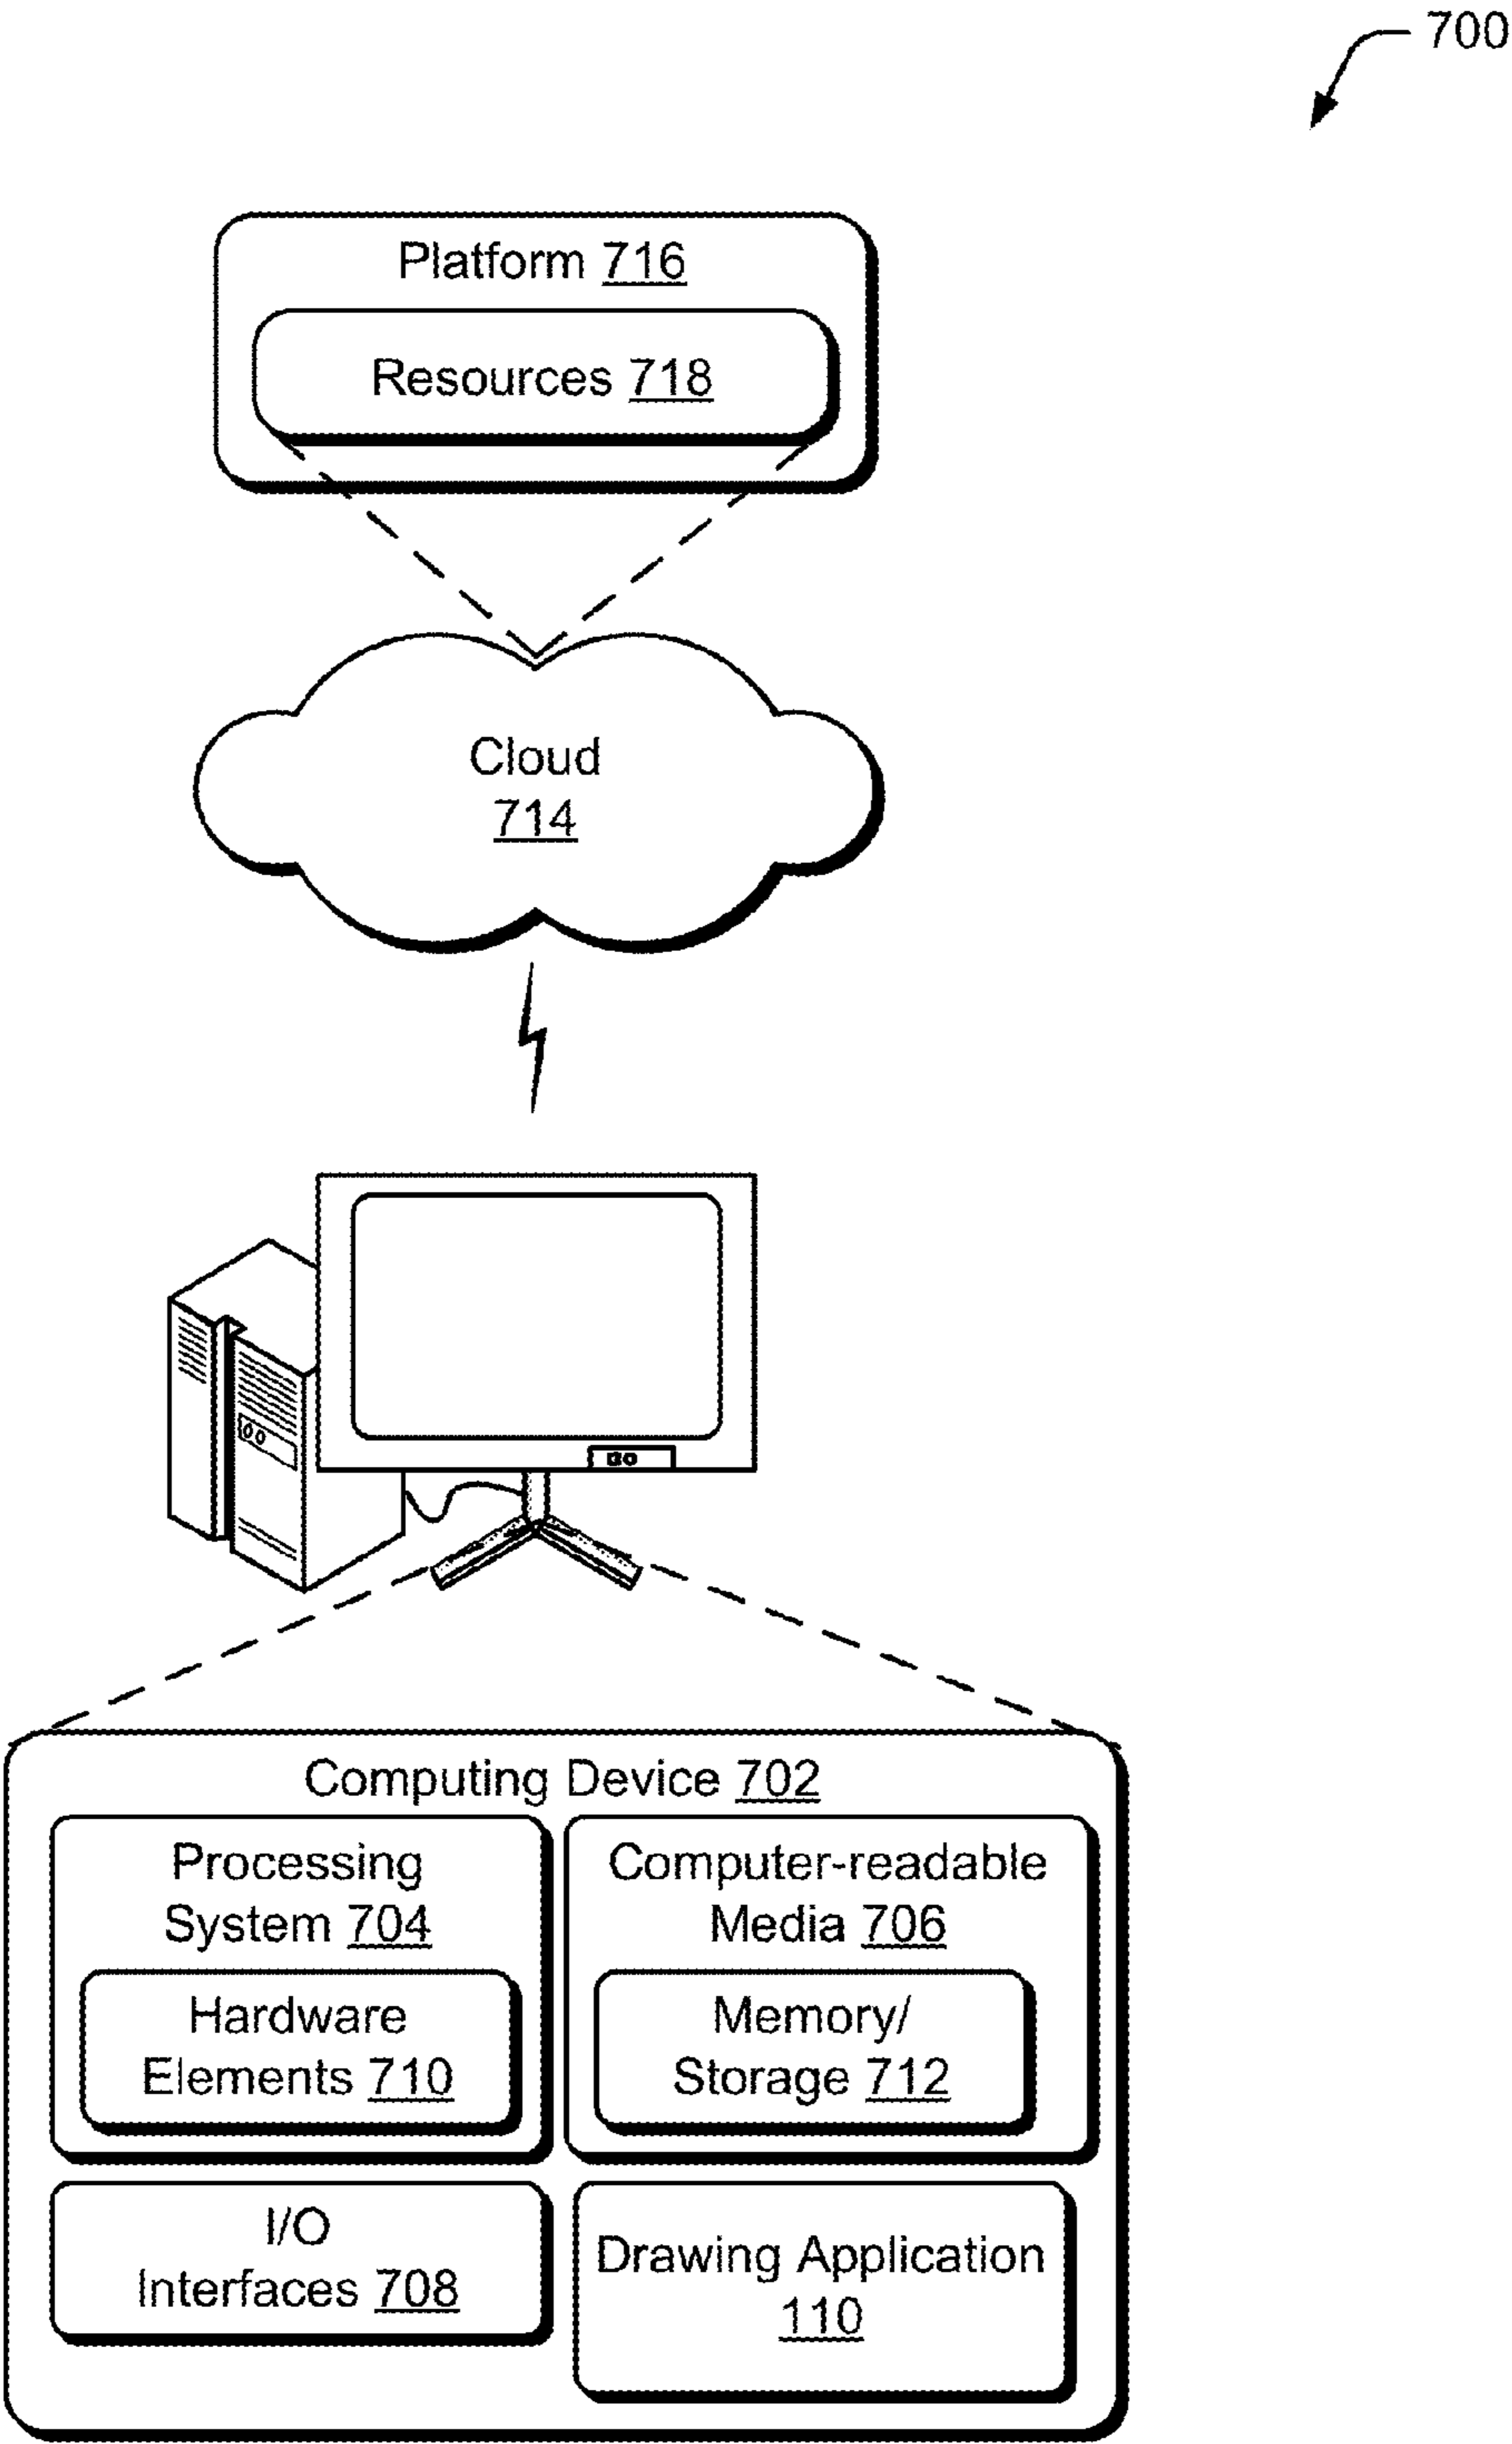 700
Platform 716
Resources 718
Cloud
714
Computing Device 702
Processing
System 704
Hardware
Elements 710
Computer-readable
Media 706
Memory/
Storage 712
I/O
Interfaces 708
Drawing Application
110